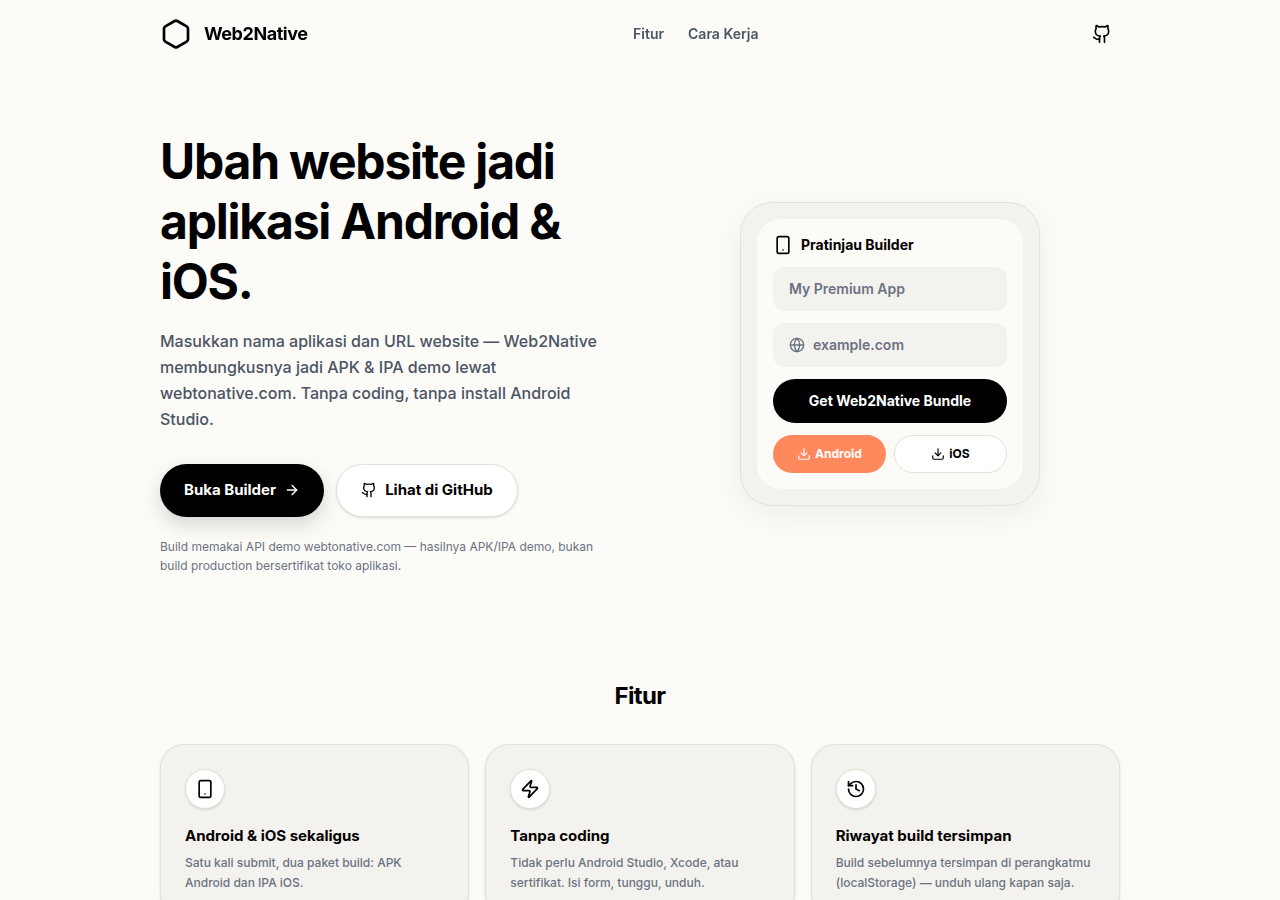 Web2Native
Fitur
Cara Kerja
Ubah website jadi
aplikasi Android &
iOS.
Masukkan nama aplikasi dan URL website — Web2Native
membungkusnya jadi APK & IPA demo lewat
webtonative.com. Tanpa coding, tanpa install Android
Studio.
Buka Builder
Lihat di GitHub
Build memakai API demo webtonative.com — hasilnya APK/IPA demo, bukan
build production bersertifikat toko aplikasi.
Pratinjau Builder
My Premium App
example.com
Get Web2Native Bundle
Android
iOS
Fitur
Android & iOS sekaligus
Satu kali submit, dua paket build: APK
Android dan IPA iOS.
Tanpa coding
Tidak perlu Android Studio, Xcode, atau
sertifikat. Isi form, tunggu, unduh.
Riwayat build tersimpan
Build sebelumnya tersimpan di perangkatmu
(localStorage) — unduh ulang kapan saja.